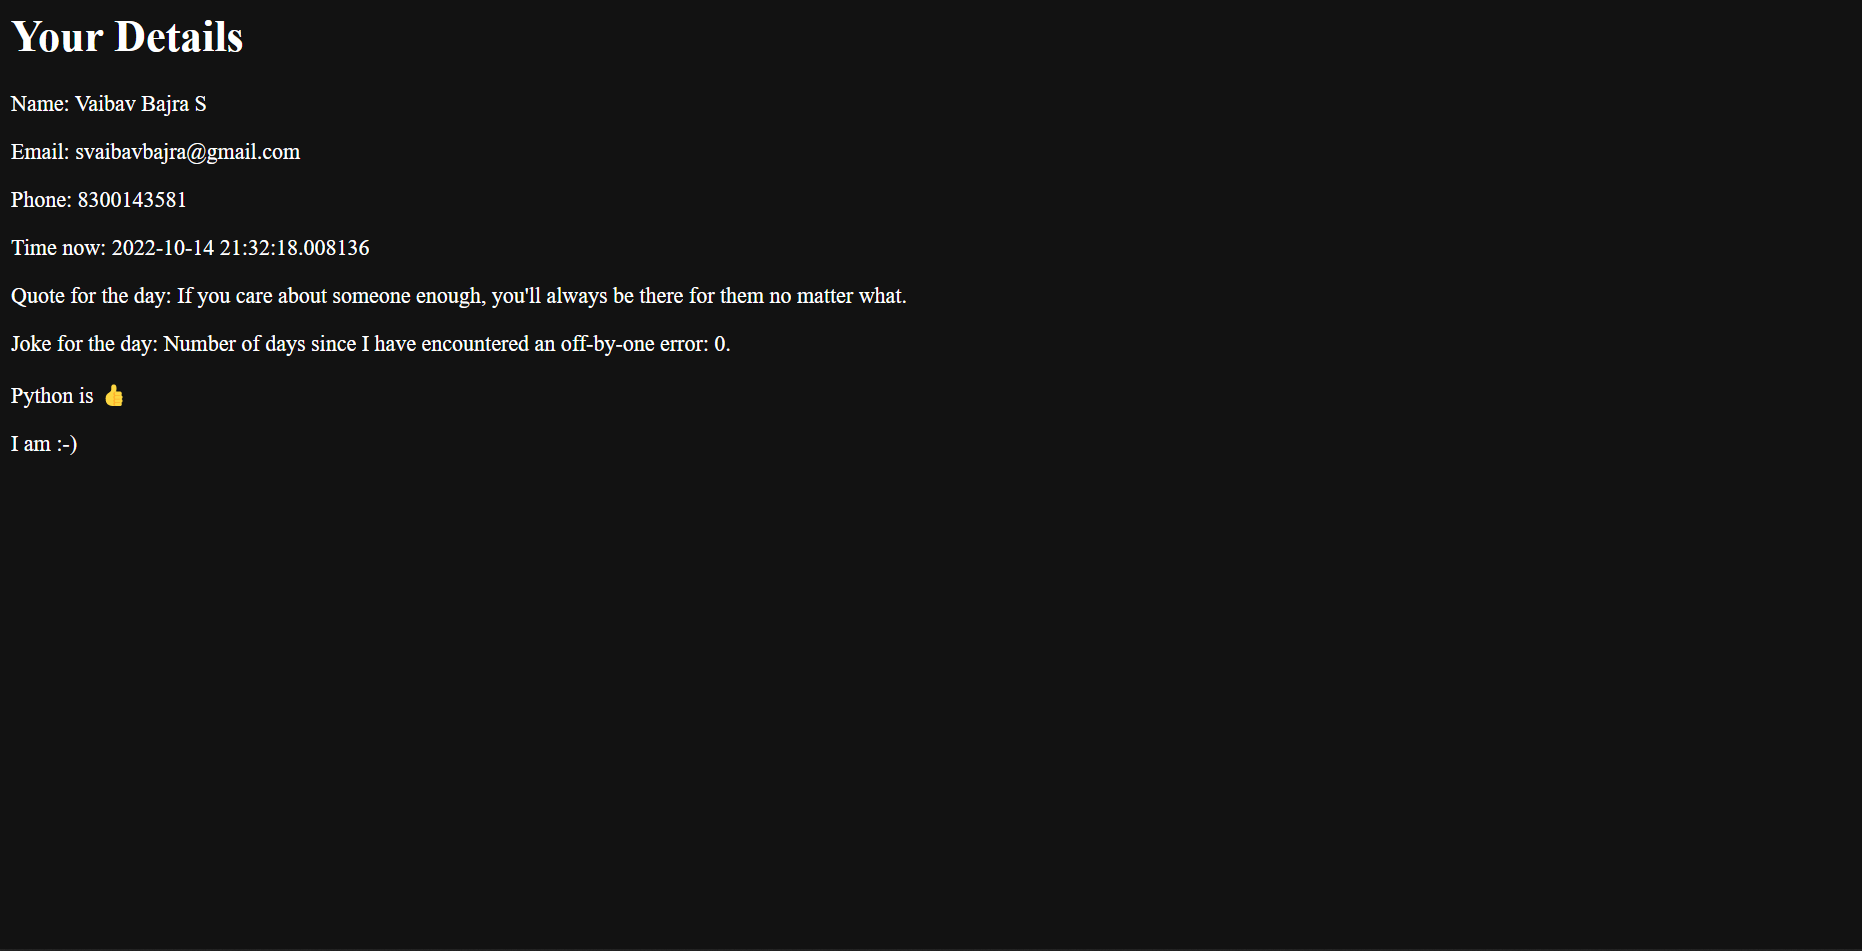 Your Details
Name: Vaibav Bajra S
Email: svaibavbajra@gmail.com
Phone: 8300143581
Time now: 2022-10-14 21:32:18.008136
Quote for the day: If you care about someone enough, you'll always be there for them no matter what.
Joke for the day: Number of days since I have encountered an off-by-one error: 0.
Python is 👍
I am :-)